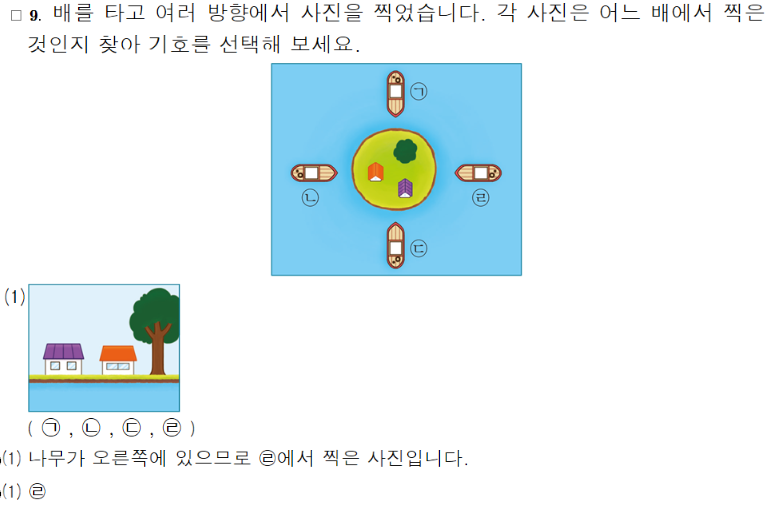 □ 9. 배를 타고 여러 방향에서 사진을 찍었습니다. 각 사진은 어느 배에서 찍은
것인지 찾아 기호를 선택해 보세요.
㉠
㉡
㉣
㉢
(1)
( ㉠ , ㉡ , ㉢ , ㉣ )
(1) 나무가 오른쪽에 있으므로 ㉣에서 찍은 사진입니다.
(1) ㉣